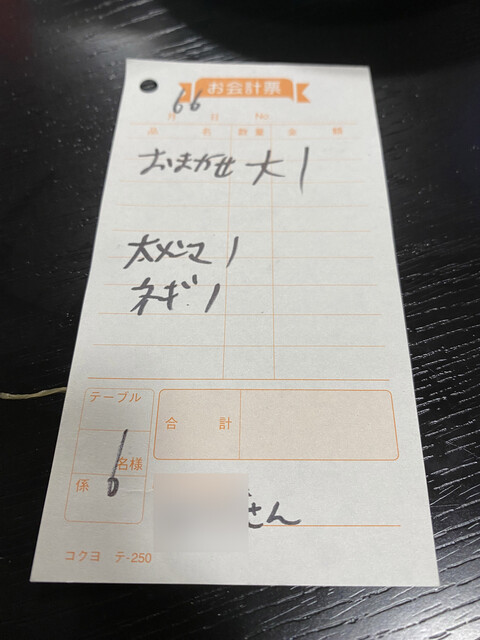 お会計票
66
月 日 No.
品 名 数量 金 額
おまかせ 大 1
太メンマ 1
ネギ 1
テーブル
合 計
1
名様
係
6
さん
コクヨ テ-250